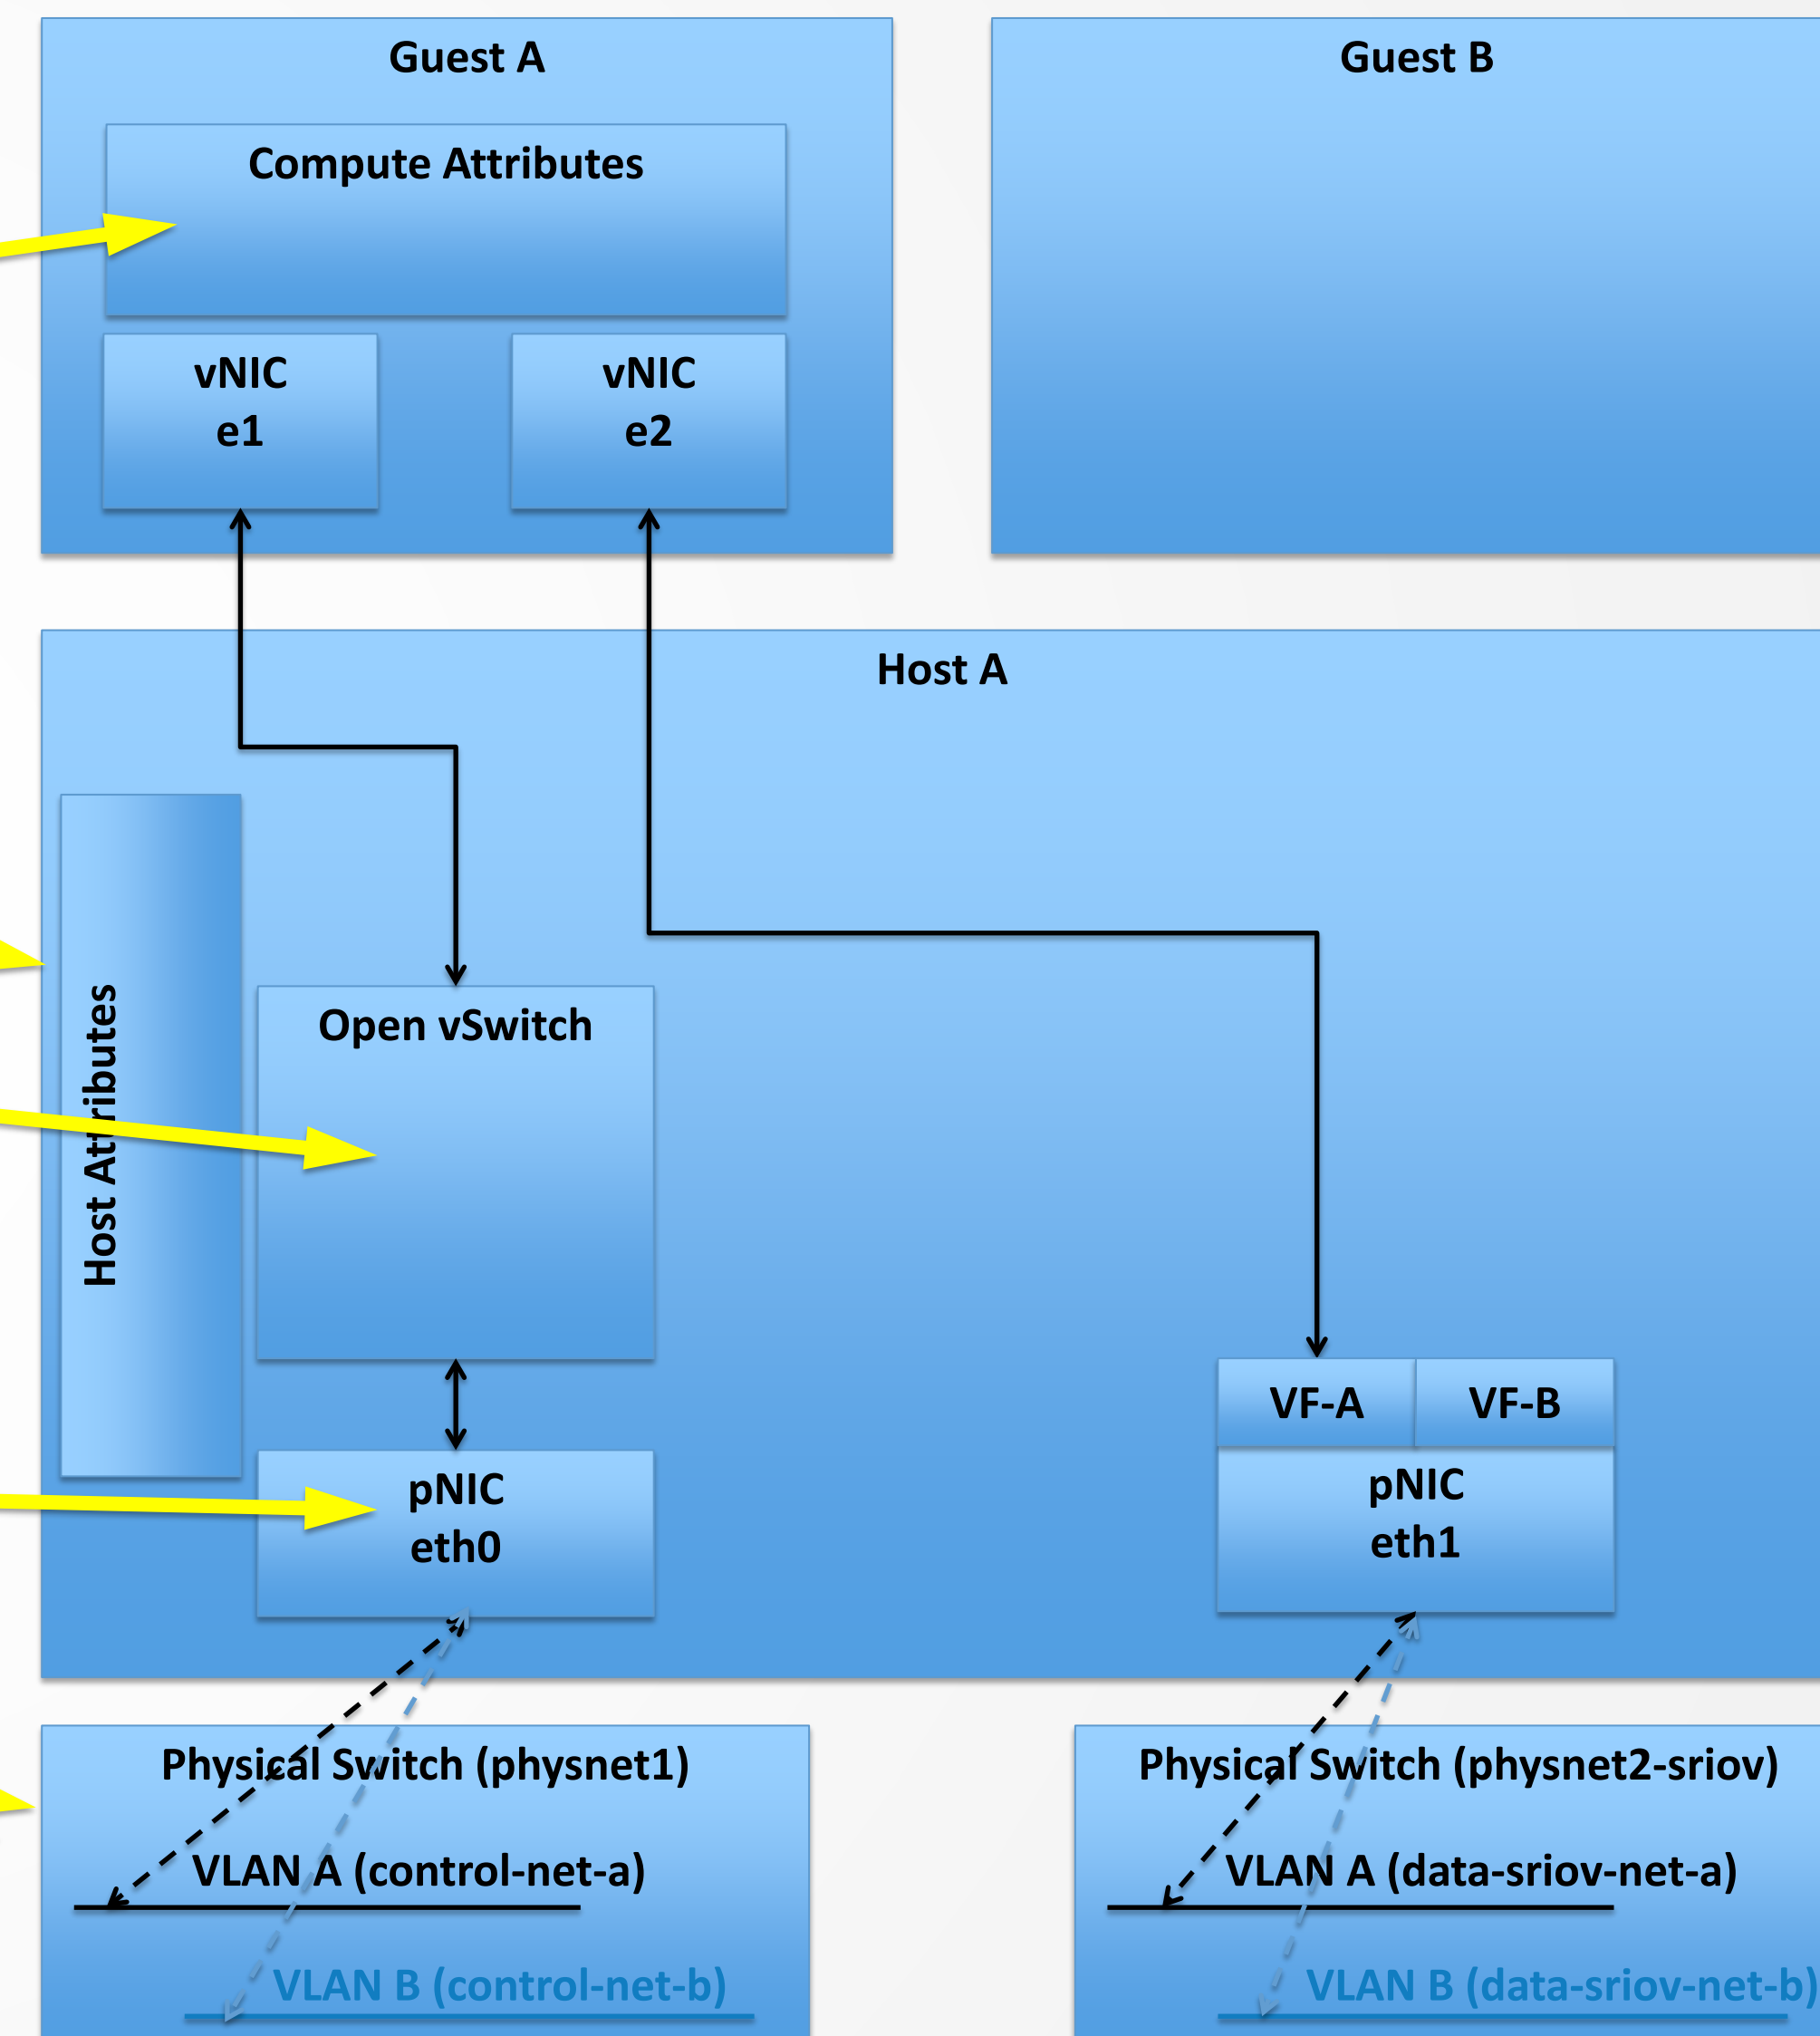 Guest A
Guest B
Compute Attributes
vNIC
e1
vNIC
e2
Host A
Host Attributes
Open vSwitch
VF-A
VF-B
pNIC
eth0
pNIC
eth1
Physical Switch (physnet1)
Physical Switch (physnet2-sriov)
VLAN A (control-net-a)
VLAN A (data-sriov-net-a)
VLAN B (control-net-b)
VLAN B (data-sriov-net-b)